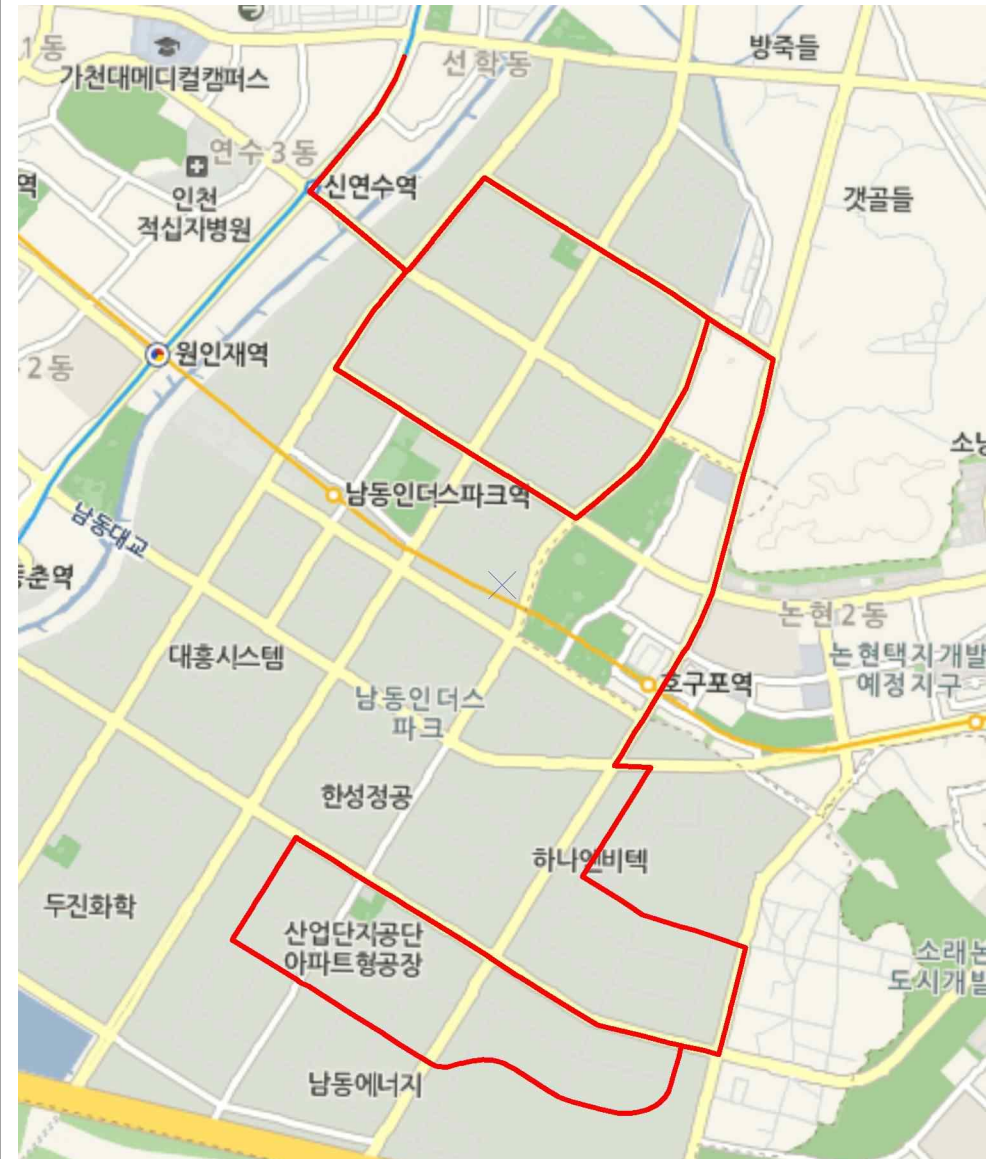 1동
방죽들
선학동
가천대메디컬캠퍼스
연수3동
역
신연수역
인천
적십자병원
갯골들
원인재역
2동
남동인더스파크역
남동대교
춘역
논현2동
대흥시스템
논현택지개발
예정지구
호구포역
남동인더스
파크
한성정공
하나엔비텍
두진화학
산업단지공단
아파트형공장
소래논
도시개발
남동에너지